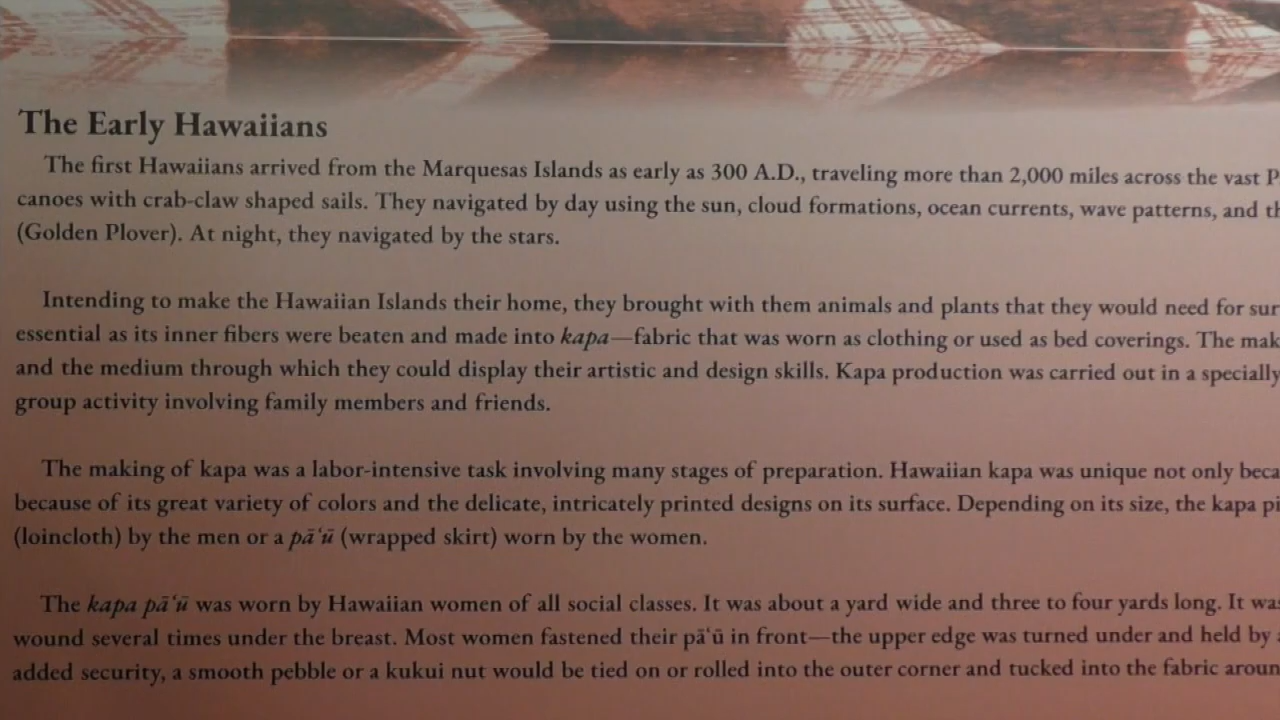 The Early Hawaiians
The first Hawaiians arrived from the Marquesas Islands as early as 300 A.D., traveling more than 2,000 miles across the vast P
canoes with crab-claw shaped sails. They navigated by day using the sun, cloud formations, ocean currents, wave patterns, and th
(Golden Plover). At night, they navigated by the stars.
Intending to make the Hawaiian Islands their home, they brought with them animals and plants that they would need for sur
essential as its inner fibers were beaten and made into kapa—fabric that was worn as clothing or used as bed coverings. The mak
and the medium through which they could display their artistic and design skills. Kapa production was carried out in a specially
group activity involving family members and friends.
The making of kapa was a labor-intensive task involving many stages of preparation. Hawaiian kapa was unique not only beca
because of its great variety of colors and the delicate, intricately printed designs on its surface. Depending on its size, the kapa pi
(loincloth) by the men or a pāʻū (wrapped skirt) worn by the women.
The kapa pāʻū was worn by Hawaiian women of all social classes. It was about a yard wide and three to four yards long. It was
wound several times under the breast. Most women fastened their pāʻū in front—the upper edge was turned under and held by a
added security, a smooth pebble or a kukui nut would be tied on or rolled into the outer corner and tucked into the fabric aroun